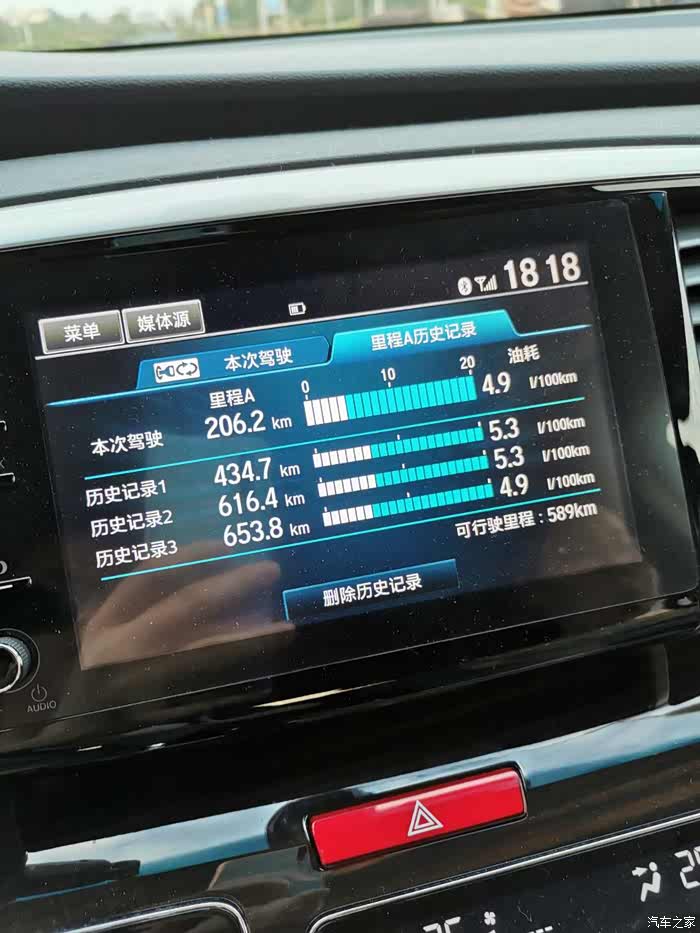 18 18
菜单 媒体源
本次驾驶 里程A历史记录
里程A 0 10 20 油耗
本次驾驶 206.2 km 4.9 l/100km
历史记录1 434.7 km 5.3 l/100km
历史记录2 616.4 km 5.3 l/100km
历史记录3 653.8 km 4.9 l/100km
可行驶里程 : 589km
删除历史记录
AUDIO
汽车之家